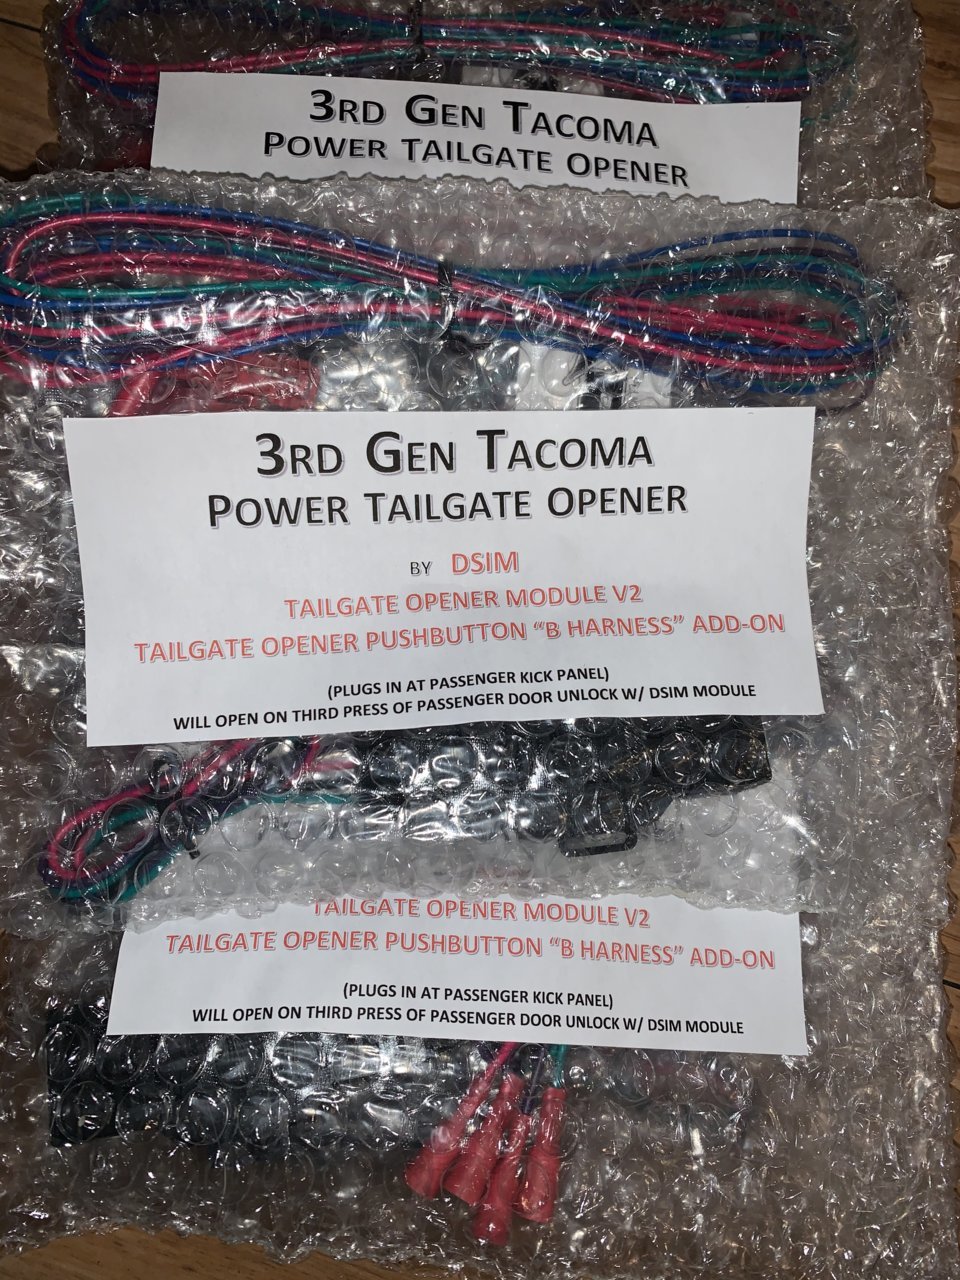 3RD GEN TACOMA
POWER TAILGATE OPENER
3RD GEN TACOMA
POWER TAILGATE OPENER
BY DSIM
TAILGATE OPENER MODULE V2
TAILGATE OPENER PUSHBUTTON “B HARNESS” ADD-ON
(PLUGS IN AT PASSENGER KICK PANEL)
WILL OPEN ON THIRD PRESS OF PASSENGER DOOR UNLOCK W/ DSIM MODULE
TAILGATE OPENER MODULE V2
TAILGATE OPENER PUSHBUTTON “B HARNESS” ADD-ON
(PLUGS IN AT PASSENGER KICK PANEL)
WILL OPEN ON THIRD PRESS OF PASSENGER DOOR UNLOCK W/ DSIM MODULE